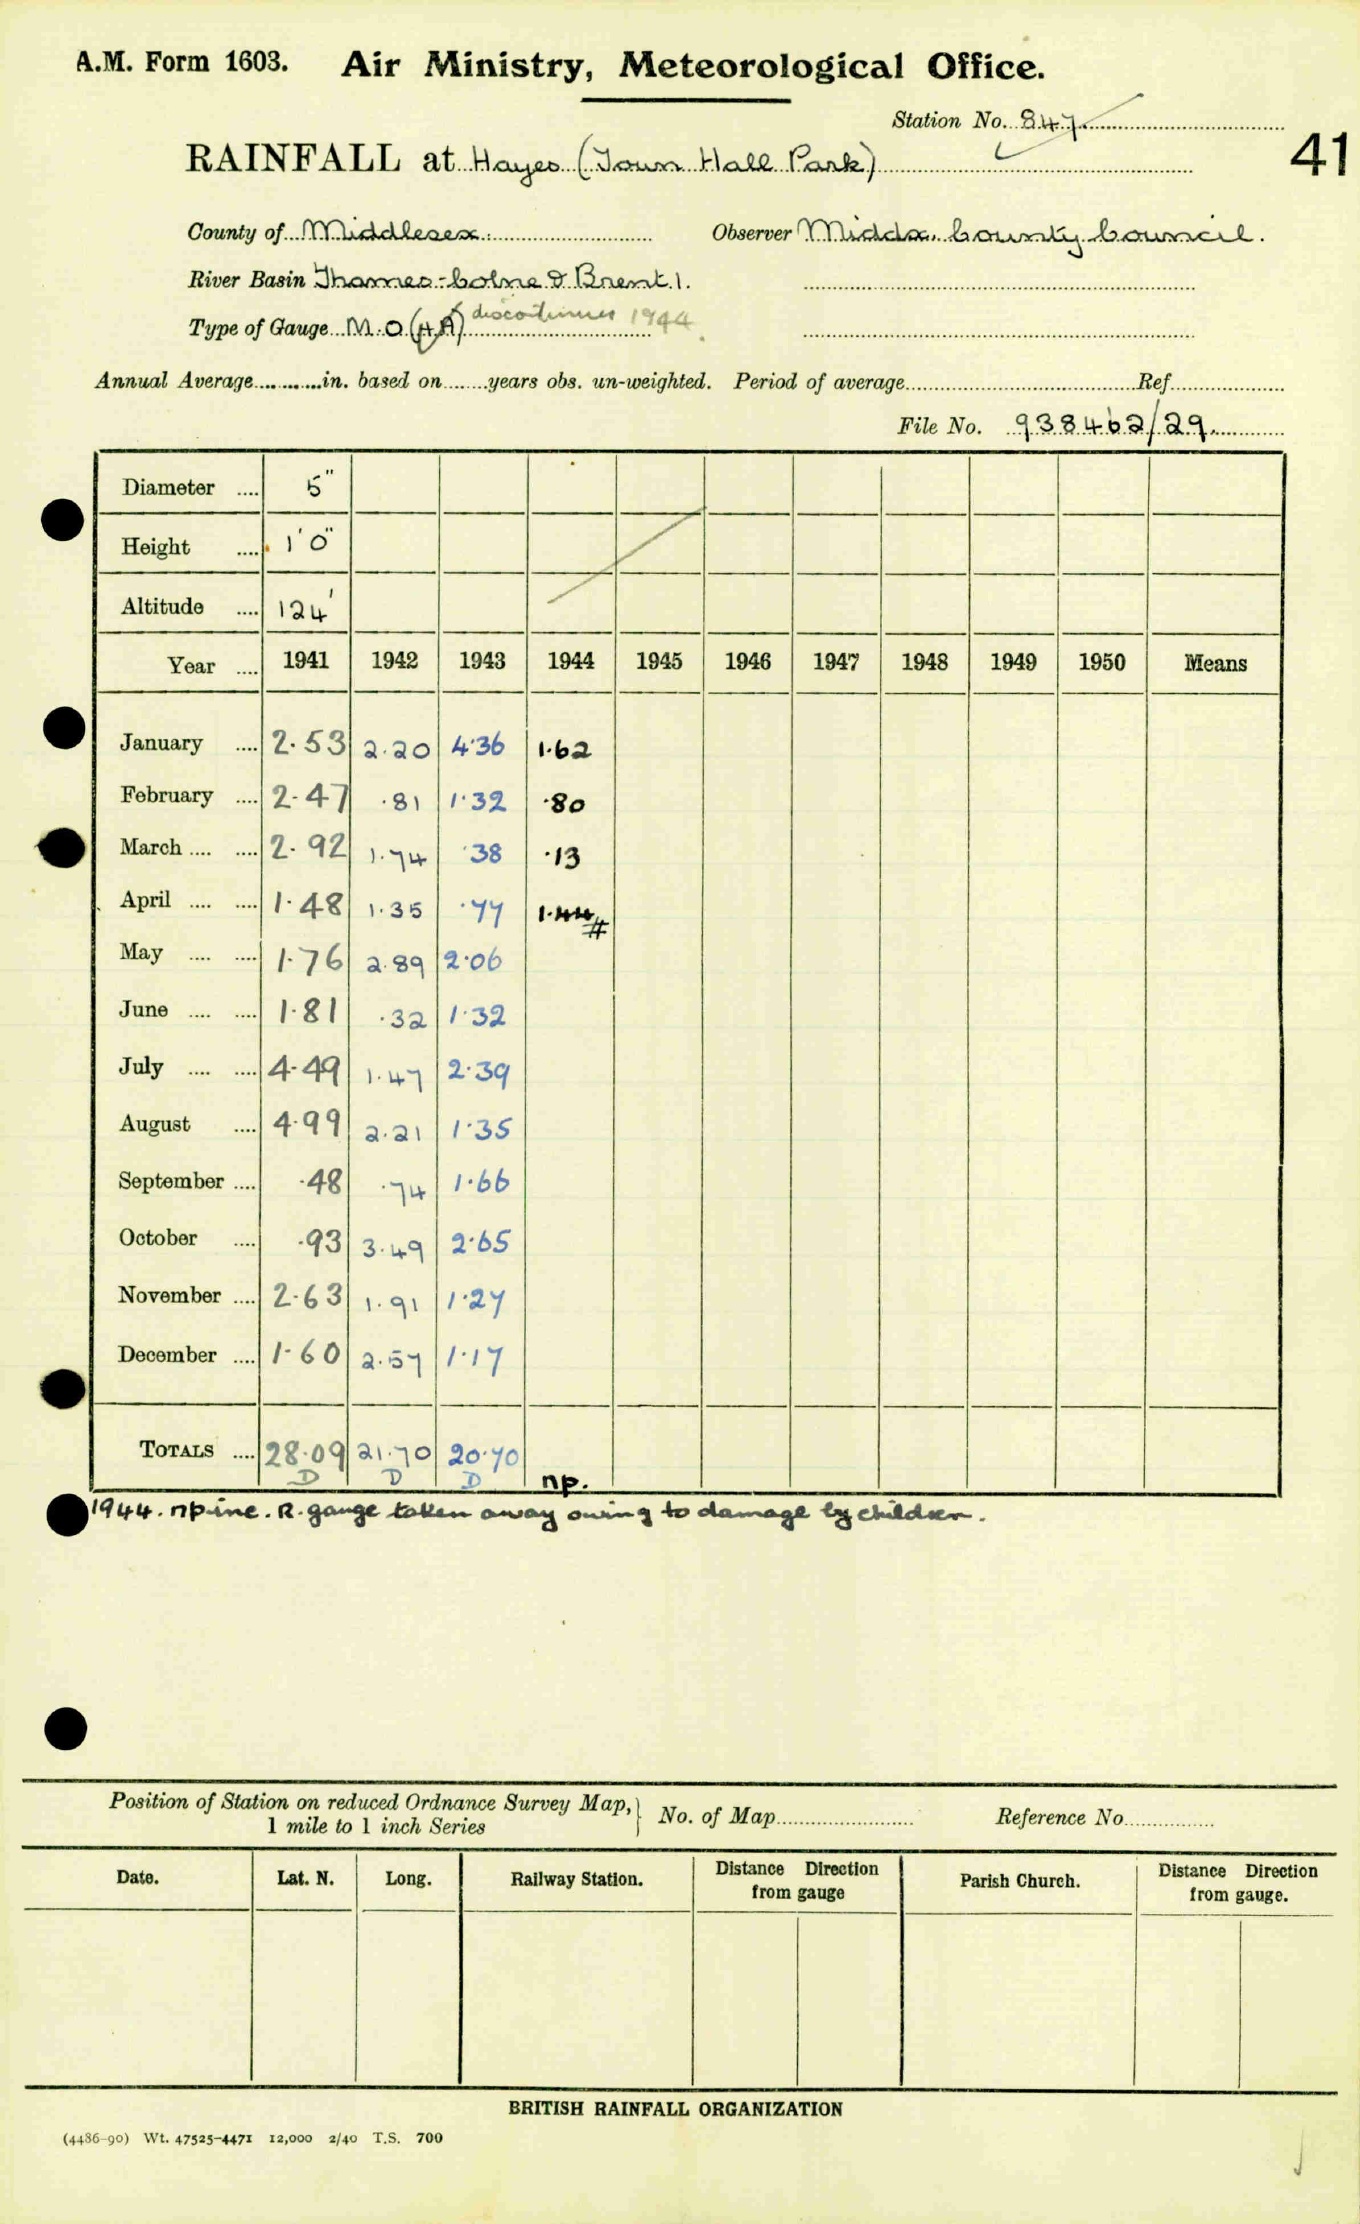 A.M. Form 1603. Air Ministry, Meteorological Office.
Station No. 847.
41
RAINFALL at Hayes (Town Hall Park)
County of Middlesex. Observer Middx. County Council.
River Basin Thames-Colne & Brent 1.
Type of Gauge M.O (HA) discontinues 1944
Annual Average............in. based on........years obs. un-weighted. Period of average.......... Ref..........
File No. 938462/29.
Diameter .... 5"
Height .... 1'0"
Altitude .... 124'
Year .... 1941 1942 1943 1944 1945 1946 1947 1948 1949 1950 Means
January .... 2.53 2.20 4.36 1.62
February .... 2.47 .81 1.32 .80
March .... .... 2.92 1.74 .38 .13
April .... .... 1.48 1.35 .77 1.44#
May .... .... 1.76 2.89 2.06
June .... .... 1.81 .32 1.32
July .... .... 4.49 1.47 2.39
August .... 4.99 2.21 1.35
September .... .48 .74 1.66
October .... .93 3.49 2.65
November .... 2.63 1.91 1.27
December .... 1.60 2.57 1.17
TOTALS .... 28.09 21.70 20.70
D D D np.
1944. np inc. R. gauge taken away owing to damage by children.
Position of Station on reduced Ordnance Survey Map, } No. of Map.......... Reference No..........
1 mile to 1 inch Series
Date. Lat. N. Long. Railway Station. Distance Direction Parish Church. Distance Direction
from gauge from gauge.
BRITISH RAINFALL ORGANIZATION
(4486-90) Wt. 47525-4471 12,000 2/40 T.S. 700